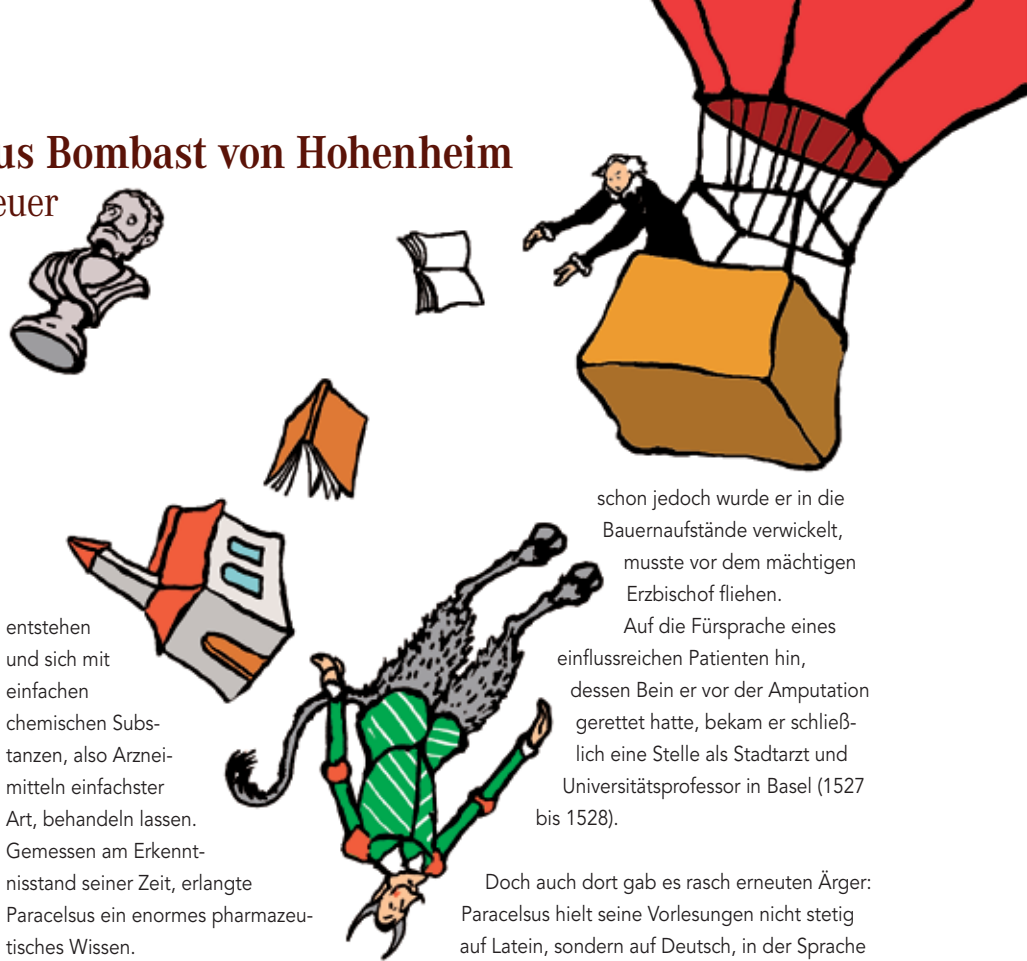 us Bombast von Hohenheim
euer
entstehen
und sich mit
einfachen
chemischen Subs-
tanzen, also Arznei-
mitteln einfachster
Art, behandeln lassen.
Gemessen am Erkennt-
nisstand seiner Zeit, erlangte
Paracelsus ein enormes pharmazeu-
tisches Wissen.
schon jedoch wurde er in die
Bauernaufstände verwickelt,
musste vor dem mächtigen
Erzbischof fliehen.
Auf die Fürsprache eines
einflussreichen Patienten hin,
dessen Bein er vor der Amputation
gerettet hatte, bekam er schließ-
lich eine Stelle als Stadtarzt und
Universitätsprofessor in Basel (1527
bis 1528).
Doch auch dort gab es rasch erneuten Ärger:
Paracelsus hielt seine Vorlesungen nicht stetig
auf Latein, sondern auf Deutsch, in der Sprache